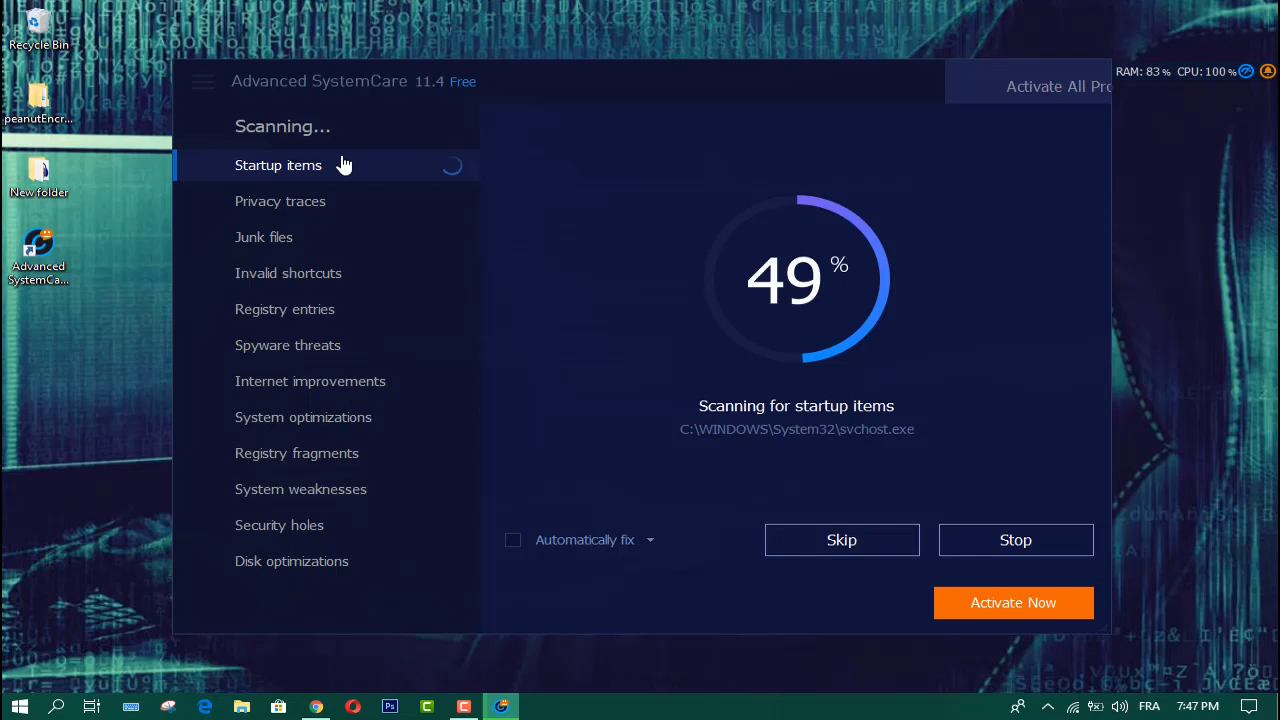 Recycle Bin
peanutEncr...
New folder
Advanced
SystemCa...
Advanced SystemCare 11.4 Free
Activate All Pro
RAM: 83 % CPU: 100 %
Scanning...
Startup items
Privacy traces
Junk files
Invalid shortcuts
Registry entries
Spyware threats
Internet improvements
System optimizations
Registry fragments
System weaknesses
Security holes
Disk optimizations
49 %
Scanning for startup items
C:\WINDOWS\System32\svchost.exe
Automatically fix
Skip
Stop
Activate Now
Ps
C
C
FRA
7:47 PM